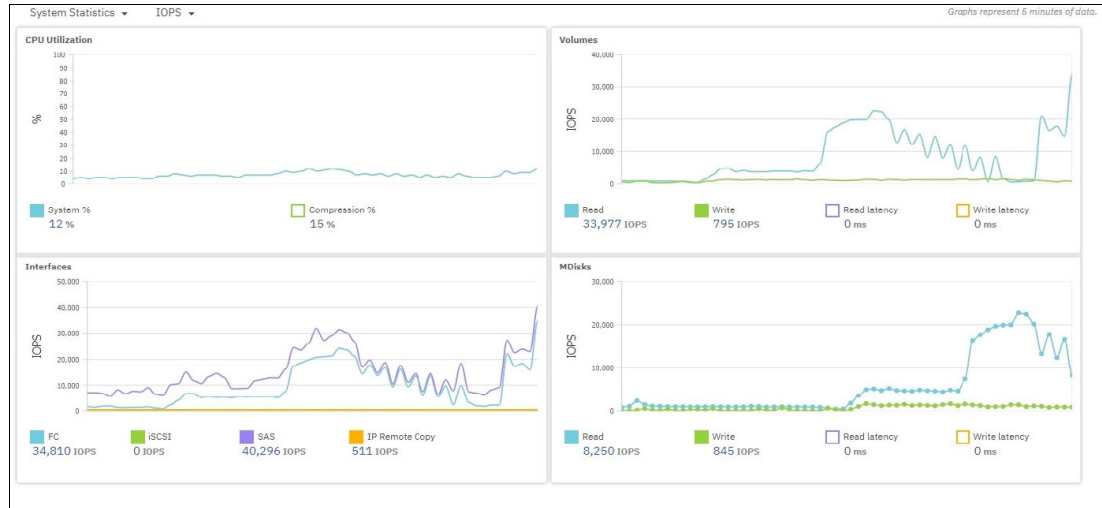 System Statistics IOPS Graphs represent 5 minutes of data.
CPU Utilization
100
90
80
70
60
50
40
30
20
10
0
%
System % Compression %
12 % 15 %
Volumes
40,000
30,000
20,000
10,000
0
IOPS
Read Write Read latency Write latency
33,977 IOPS 795 IOPS 0 ms 0 ms
Interfaces
50,000
40,000
30,000
20,000
10,000
0
IOPS
FC iSCSI SAS IP Remote Copy
34,810 IOPS 0 IOPS 40,296 IOPS 511 IOPS
MDisks
30,000
20,000
10,000
0
IOPS
Read Write Read latency Write latency
8,250 IOPS 845 IOPS 0 ms 0 ms